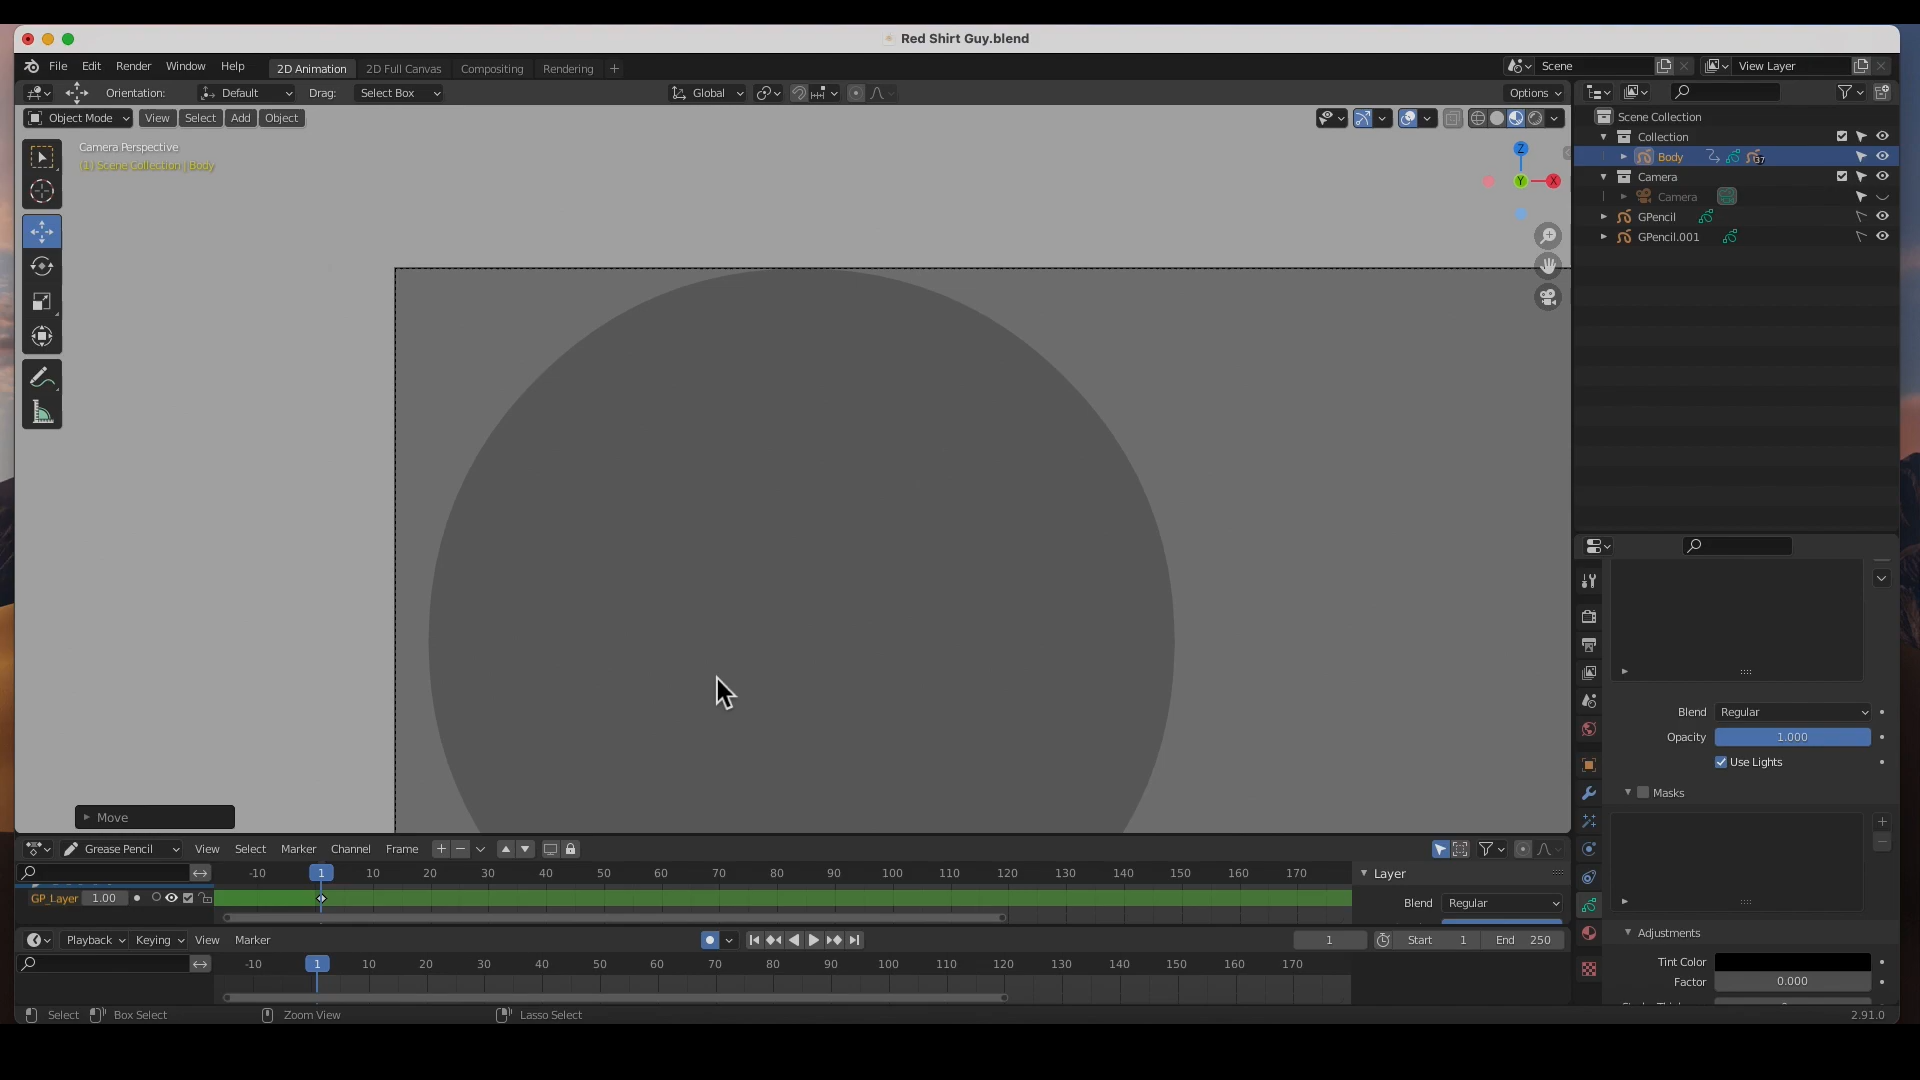 Red Shirt Guy.blend
File Edit Render Window Help 2D Animation 2D Full Canvas Compositing Rendering + Scene View Layer
Orientation: Default Drag: Select Box Global Options
Object Mode View Select Add Object
Camera Perspective
(1) Scene Collection | Body
Z
Y X
Scene Collection
Collection
Body 37
Camera
Camera
GPencil
GPencil.001
Blend Regular
Opacity 1.000
Use Lights
Masks
Adjustments
Tint Color
Factor 0.000
Move
Grease Pencil View Select Marker Channel Frame
-10 1 10 20 30 40 50 60 70 80 90 100 110 120 130 140 150 160 170
GP_Layer 1.00
Layer
Blend Regular
Playback Keying View Marker 1 Start 1 End 250
-10 1 10 20 30 40 50 60 70 80 90 100 110 120 130 140 150 160 170
Select Box Select Zoom View Lasso Select 2.91.0